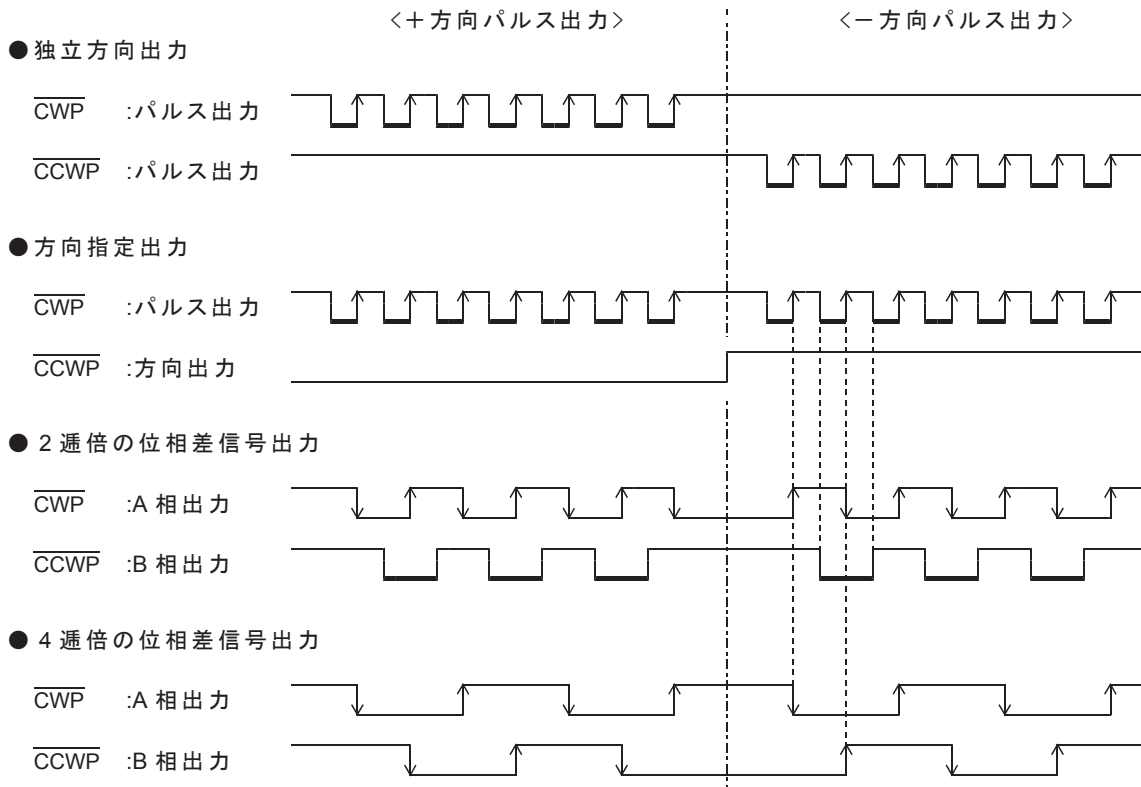 <+方向パルス出力> <-方向パルス出力>
●独立方向出力
CWP :パルス出力
CCWP :パルス出力
●方向指定出力
CWP :パルス出力
CCWP :方向出力
● 2逓倍の位相差信号出力
CWP :A相出力
CCWP :B相出力
● 4逓倍の位相差信号出力
CWP :A相出力
CCWP :B相出力